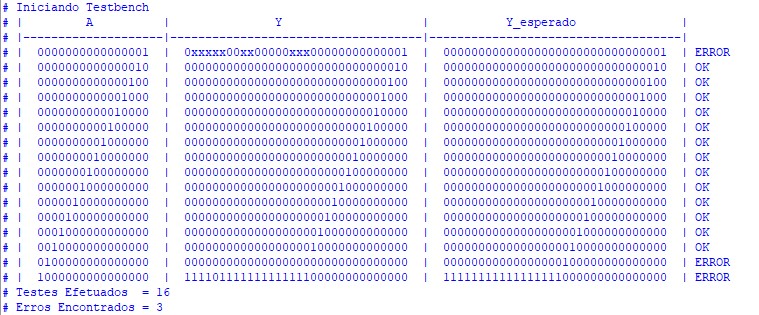 # Iniciando Testbench
# |         A          |               Y                    |           Y_esperado               |
# |--------------------|------------------------------------|------------------------------------|
# |  0000000000000001  |  0xxxxx00xx00000xxx00000000000001  |  00000000000000000000000000000001  | ERROR
# |  0000000000000010  |  00000000000000000000000000000010  |  00000000000000000000000000000010  | OK
# |  0000000000000100  |  00000000000000000000000000000100  |  00000000000000000000000000000100  | OK
# |  0000000000001000  |  00000000000000000000000000001000  |  00000000000000000000000000001000  | OK
# |  0000000000010000  |  00000000000000000000000000010000  |  00000000000000000000000000010000  | OK
# |  0000000000100000  |  00000000000000000000000000100000  |  00000000000000000000000000100000  | OK
# |  0000000001000000  |  00000000000000000000000001000000  |  00000000000000000000000001000000  | OK
# |  0000000010000000  |  00000000000000000000000010000000  |  00000000000000000000000010000000  | OK
# |  0000000100000000  |  00000000000000000000000100000000  |  00000000000000000000000100000000  | OK
# |  0000001000000000  |  00000000000000000000001000000000  |  00000000000000000000001000000000  | OK
# |  0000010000000000  |  00000000000000000000010000000000  |  00000000000000000000010000000000  | OK
# |  0000100000000000  |  00000000000000000000100000000000  |  00000000000000000000100000000000  | OK
# |  0001000000000000  |  00000000000000000001000000000000  |  00000000000000000001000000000000  | OK
# |  0010000000000000  |  00000000000000000010000000000000  |  00000000000000000010000000000000  | OK
# |  0100000000000000  |  00000000000000000000000000000000  |  00000000000000000100000000000000  | ERROR
# |  1000000000000000  |  11110111111111111000000000000000  |  11111111111111111000000000000000  | ERROR
# Testes Efetuados  = 16
# Erros Encontrados = 3